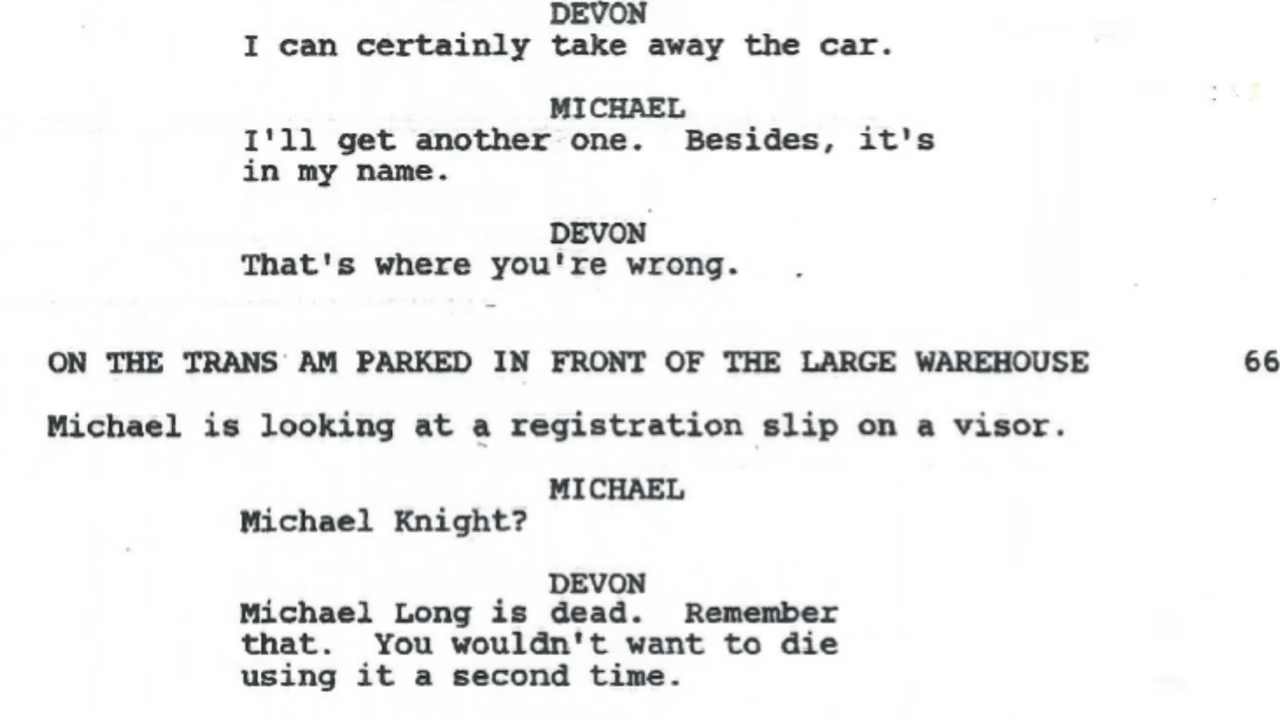 DEVON
I can certainly take away the car.
MICHAEL
I'll get another one. Besides, it's
in my name.
DEVON
That's where you're wrong.
ON THE TRANS AM PARKED IN FRONT OF THE LARGE WAREHOUSE 66
Michael is looking at a registration slip on a visor.
MICHAEL
Michael Knight?
DEVON
Michael Long is dead. Remember
that. You wouldn't want to die
using it a second time.